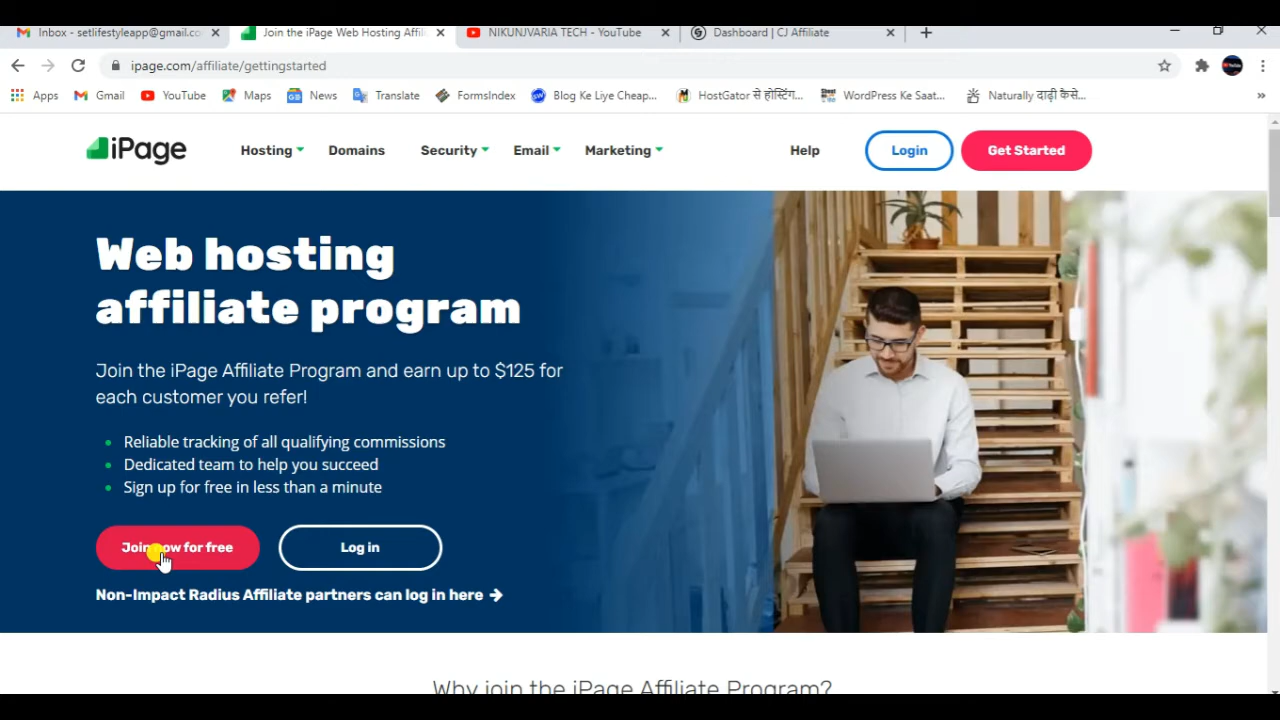 Inbox - setlifestyleapp@gmail.co
Join the iPage Web Hosting Affil
NIKUNJVARIA TECH - YouTube
Dashboard | CJ Affiliate
ipage.com/affiliate/gettingstarted
Apps
Gmail
YouTube
Maps
News
Translate
FormsIndex
Blog Ke Liye Cheap...
HostGator से होस्टिंग...
WordPress Ke Saat...
Naturally दाढ़ी कैसे...
iPage
Hosting
Domains
Security
Email
Marketing
Help
Login
Get Started
Web hosting
affiliate program
Join the iPage Affiliate Program and earn up to $125 for
each customer you refer!
Reliable tracking of all qualifying commissions
Dedicated team to help you succeed
Sign up for free in less than a minute
Join now for free
Log in
Non-Impact Radius Affiliate partners can log in here →
Why join the iPage Affiliate Program?